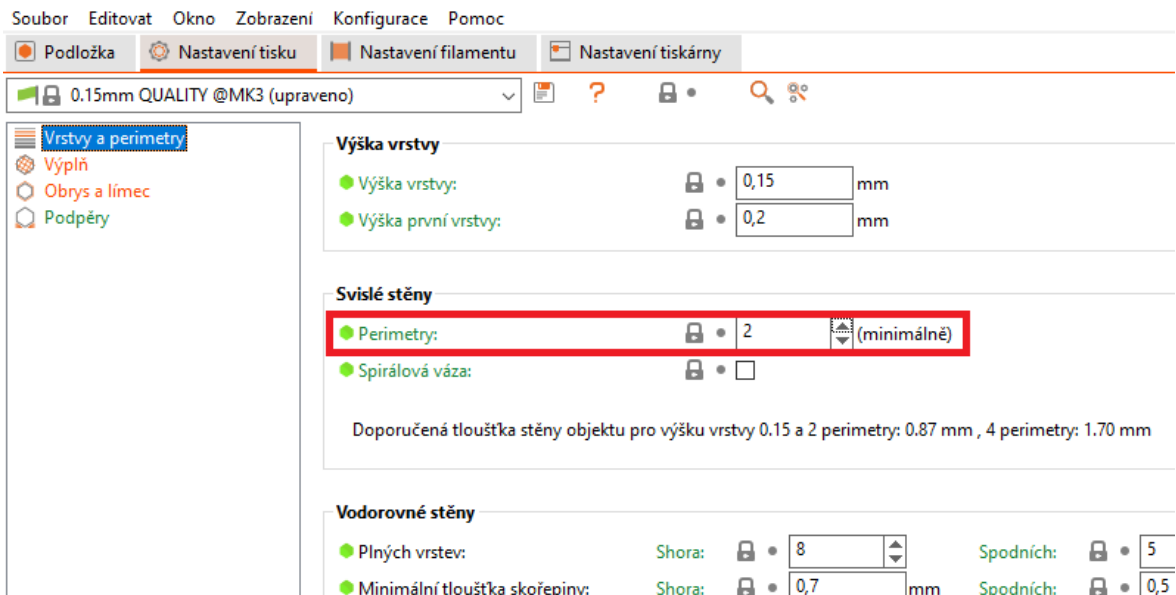 Soubor Editovat Okno Zobrazení Konfigurace Pomoc
Podložka Nastavení tisku Nastavení filamentu Nastavení tiskárny
0.15mm QUALITY @MK3 (upraveno) ?
Vrstvy a perimetry
Výplň
Obrys a límec
Podpěry
Výška vrstvy
Výška vrstvy: 0,15 mm
Výška první vrstvy: 0,2 mm
Svislé stěny
Perimetry: 2 (minimálně)
Spirálová váza:
Doporučená tloušťka stěny objektu pro výšku vrstvy 0.15 a 2 perimetry: 0.87 mm , 4 perimetry: 1.70 mm
Vodorovné stěny
Plných vrstev: Shora: 8 Spodních: 5
Minimální tloušťka skořepiny: Shora: 0,7 mm Spodních: 0,5